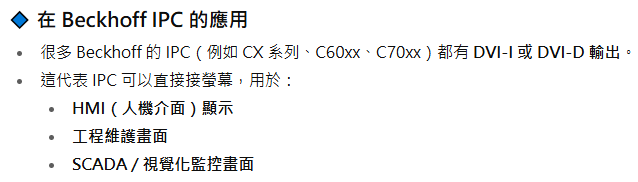 在 Beckhoff IPC 的應用
很多 Beckhoff 的 IPC（例如 CX 系列、C60xx、C70xx）都有 DVI-I 或 DVI-D 輸出。
這代表 IPC 可以直接接螢幕，用於：
HMI（人機介面）顯示
工程維護畫面
SCADA / 視覺化監控畫面